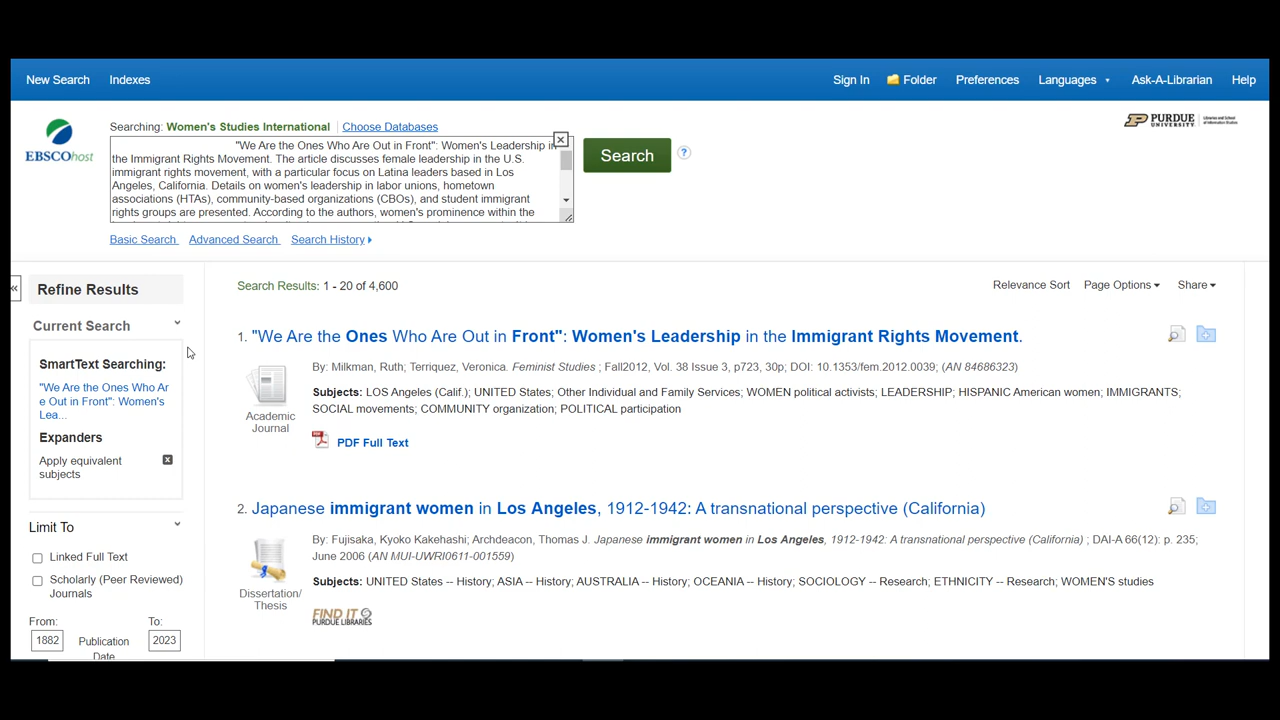 New Search Indexes Sign In Folder Preferences Languages Ask-A-Librarian Help
Searching: Women's Studies International Choose Databases
PURDUE
UNIVERSITY
EBSCOhost
"We Are the Ones Who Are Out in Front": Women's Leadership in
the Immigrant Rights Movement. The article discusses female leadership in the U.S.
immigrant rights movement, with a particular focus on Latina leaders based in Los
Angeles, California. Details on women's leadership in labor unions, hometown
associations (HTAs), community-based organizations (CBOs), and student immigrant
rights groups are presented. According to the authors, women's prominence within the
Search ?
Basic Search Advanced Search Search History
«
Refine Results
Current Search
SmartText Searching:
"We Are the Ones Who Ar
e Out in Front": Women's
Lea...
Expanders
Apply equivalent
subjects
Limit To
Linked Full Text
Scholarly (Peer Reviewed)
Journals
From: To:
1882 Publication 2023
Date
Search Results: 1 - 20 of 4,600
Relevance Sort Page Options Share
1. "We Are the Ones Who Are Out in Front": Women's Leadership in the Immigrant Rights Movement.
By: Milkman, Ruth; Terriquez, Veronica. Feminist Studies ; Fall2012, Vol. 38 Issue 3, p723, 30p; DOI: 10.1353/fem.2012.0039; (AN 84686323)
Academic
Journal
Subjects: LOS Angeles (Calif.); UNITED States; Other Individual and Family Services; WOMEN political activists; LEADERSHIP; HISPANIC American women; IMMIGRANTS;
SOCIAL movements; COMMUNITY organization; POLITICAL participation
PDF Full Text
2. Japanese immigrant women in Los Angeles, 1912-1942: A transnational perspective (California)
By: Fujisaka, Kyoko Kakehashi; Archdeacon, Thomas J. Japanese immigrant women in Los Angeles, 1912-1942: A transnational perspective (California) ; DAI-A 66(12): p. 235;
June 2006 (AN MUI-UWRI0611-001559)
Dissertation/
Thesis
Subjects: UNITED States -- History; ASIA -- History; AUSTRALIA -- History; OCEANIA -- History; SOCIOLOGY -- Research; ETHNICITY -- Research; WOMEN'S studies
FIND IT
PURDUE LIBRARIES